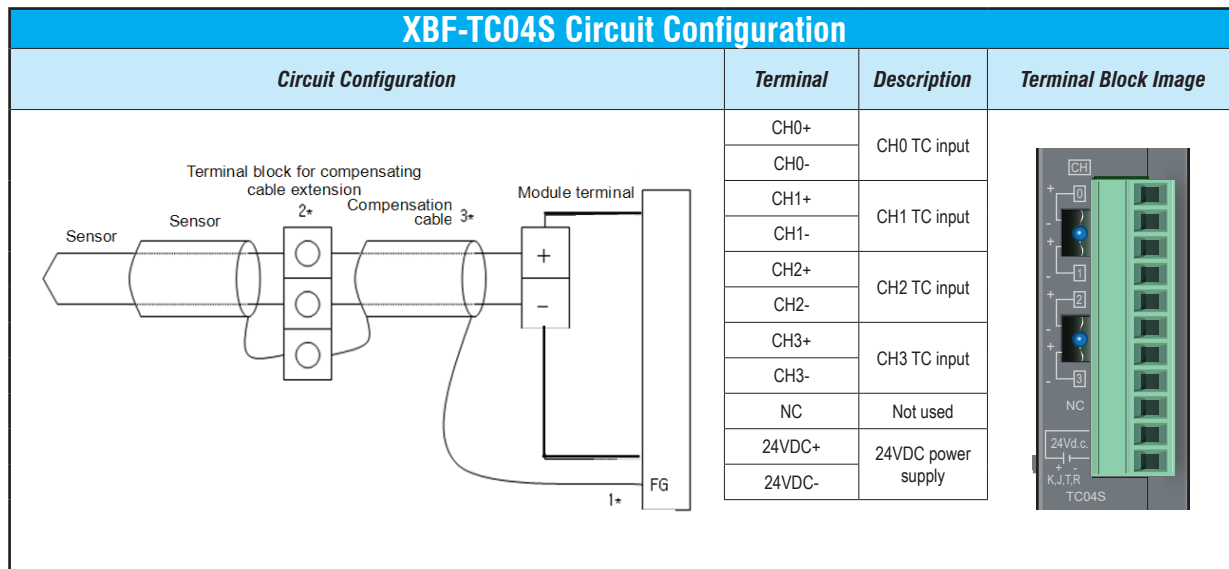 XBF-TC04S Circuit Configuration
Circuit Configuration
Terminal
Description
Terminal Block Image
Terminal block for compensating
cable extension
2*
Compensation
cable 3*
Module terminal
Sensor
Sensor
+
−
FG
1*
CH0+
CH0 TC input
CH0-
CH1+
CH1 TC input
CH1-
CH2+
CH2 TC input
CH2-
CH3+
CH3 TC input
CH3-
NC
Not used
24VDC+
24VDC power
supply
24VDC-
CH
+ 0
-
+
- 1
+ 2
-
+
- 3
NC
24Vd.c.
+ -
K,J,T,R
TC04S